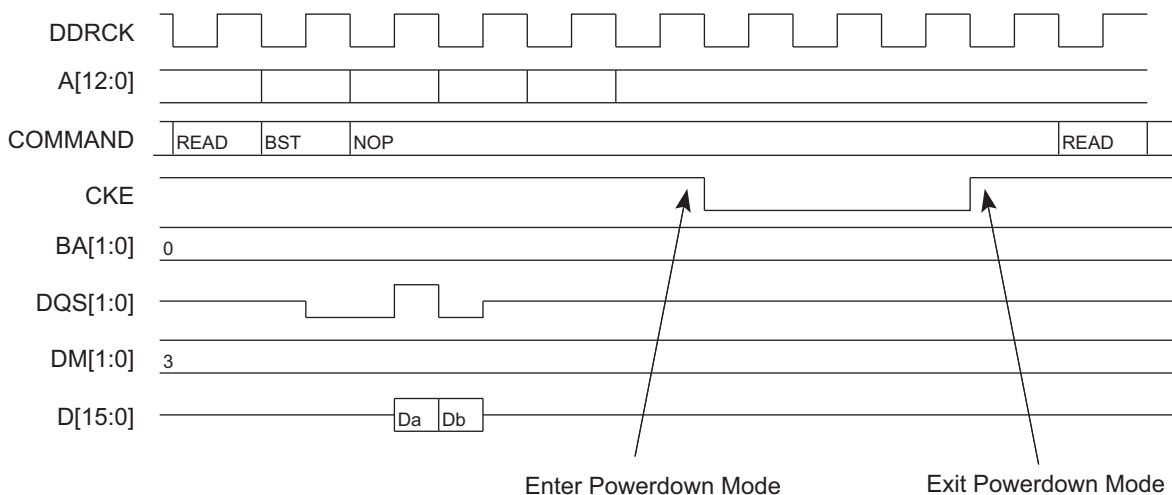 DDRCK
A[12:0]
COMMAND READ BST NOP READ
CKE
BA[1:0] 0
DQS[1:0]
DM[1:0] 3
D[15:0] Da Db
Enter Powerdown Mode Exit Powerdown Mode